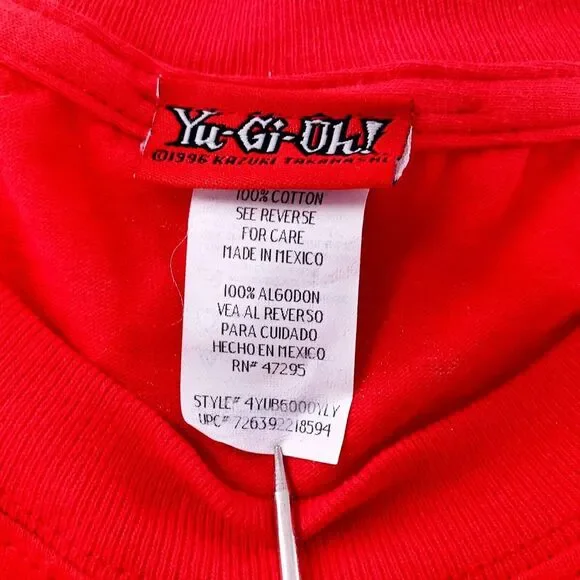 Yu-Gi-Oh!
©1996 KAZUKI TAKAHASHI
100% COTTON
SEE REVERSE
FOR CARE
MADE IN MEXICO
100% ALGODON
VEA AL REVERSO
PARA CUIDADO
HECHO EN MEXICO
RN# 47295
STYLE# 4YUB6000YLY
UPC# 726392218594